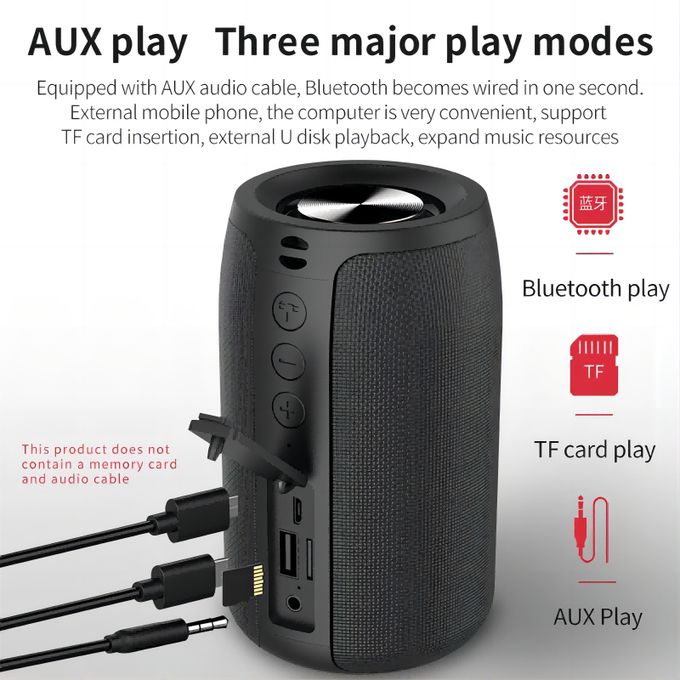 AUX play Three major play modes
Equipped with AUX audio cable, Bluetooth becomes wired in one second.
External mobile phone, the computer is very convenient, support
TF card insertion, external U disk playback, expand music resources
蓝牙
Bluetooth play
TF
TF card play
This product does not
contain a memory card
and audio cable
AUX Play